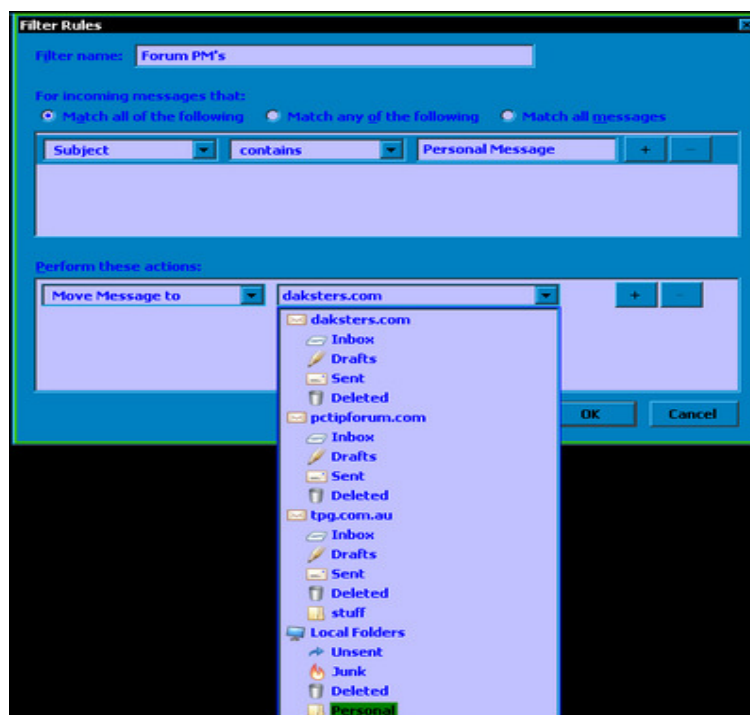 Filter Rules
Filter name: Forum PM's
For incoming messages that:
Match all of the following Match any of the following Match all messages
Subject contains Personal Message + -
Perform these actions:
Move Message to daksters.com + -
daksters.com
Inbox
Drafts
Sent
Deleted
OK Cancel
pctipforum.com
Inbox
Drafts
Sent
Deleted
tpg.com.au
Inbox
Drafts
Sent
Deleted
stuff
Local Folders
Unsent
Junk
Deleted
Personal